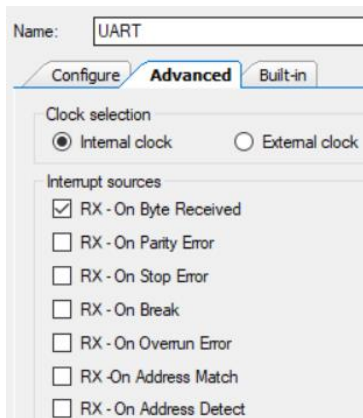 Name: UART
Configure Advanced Built-in
Clock selection
Internal clock External clock
Interrupt sources
RX - On Byte Received
RX - On Parity Error
RX - On Stop Error
RX - On Break
RX - On Overrun Error
RX -On Address Match
RX - On Address Detect